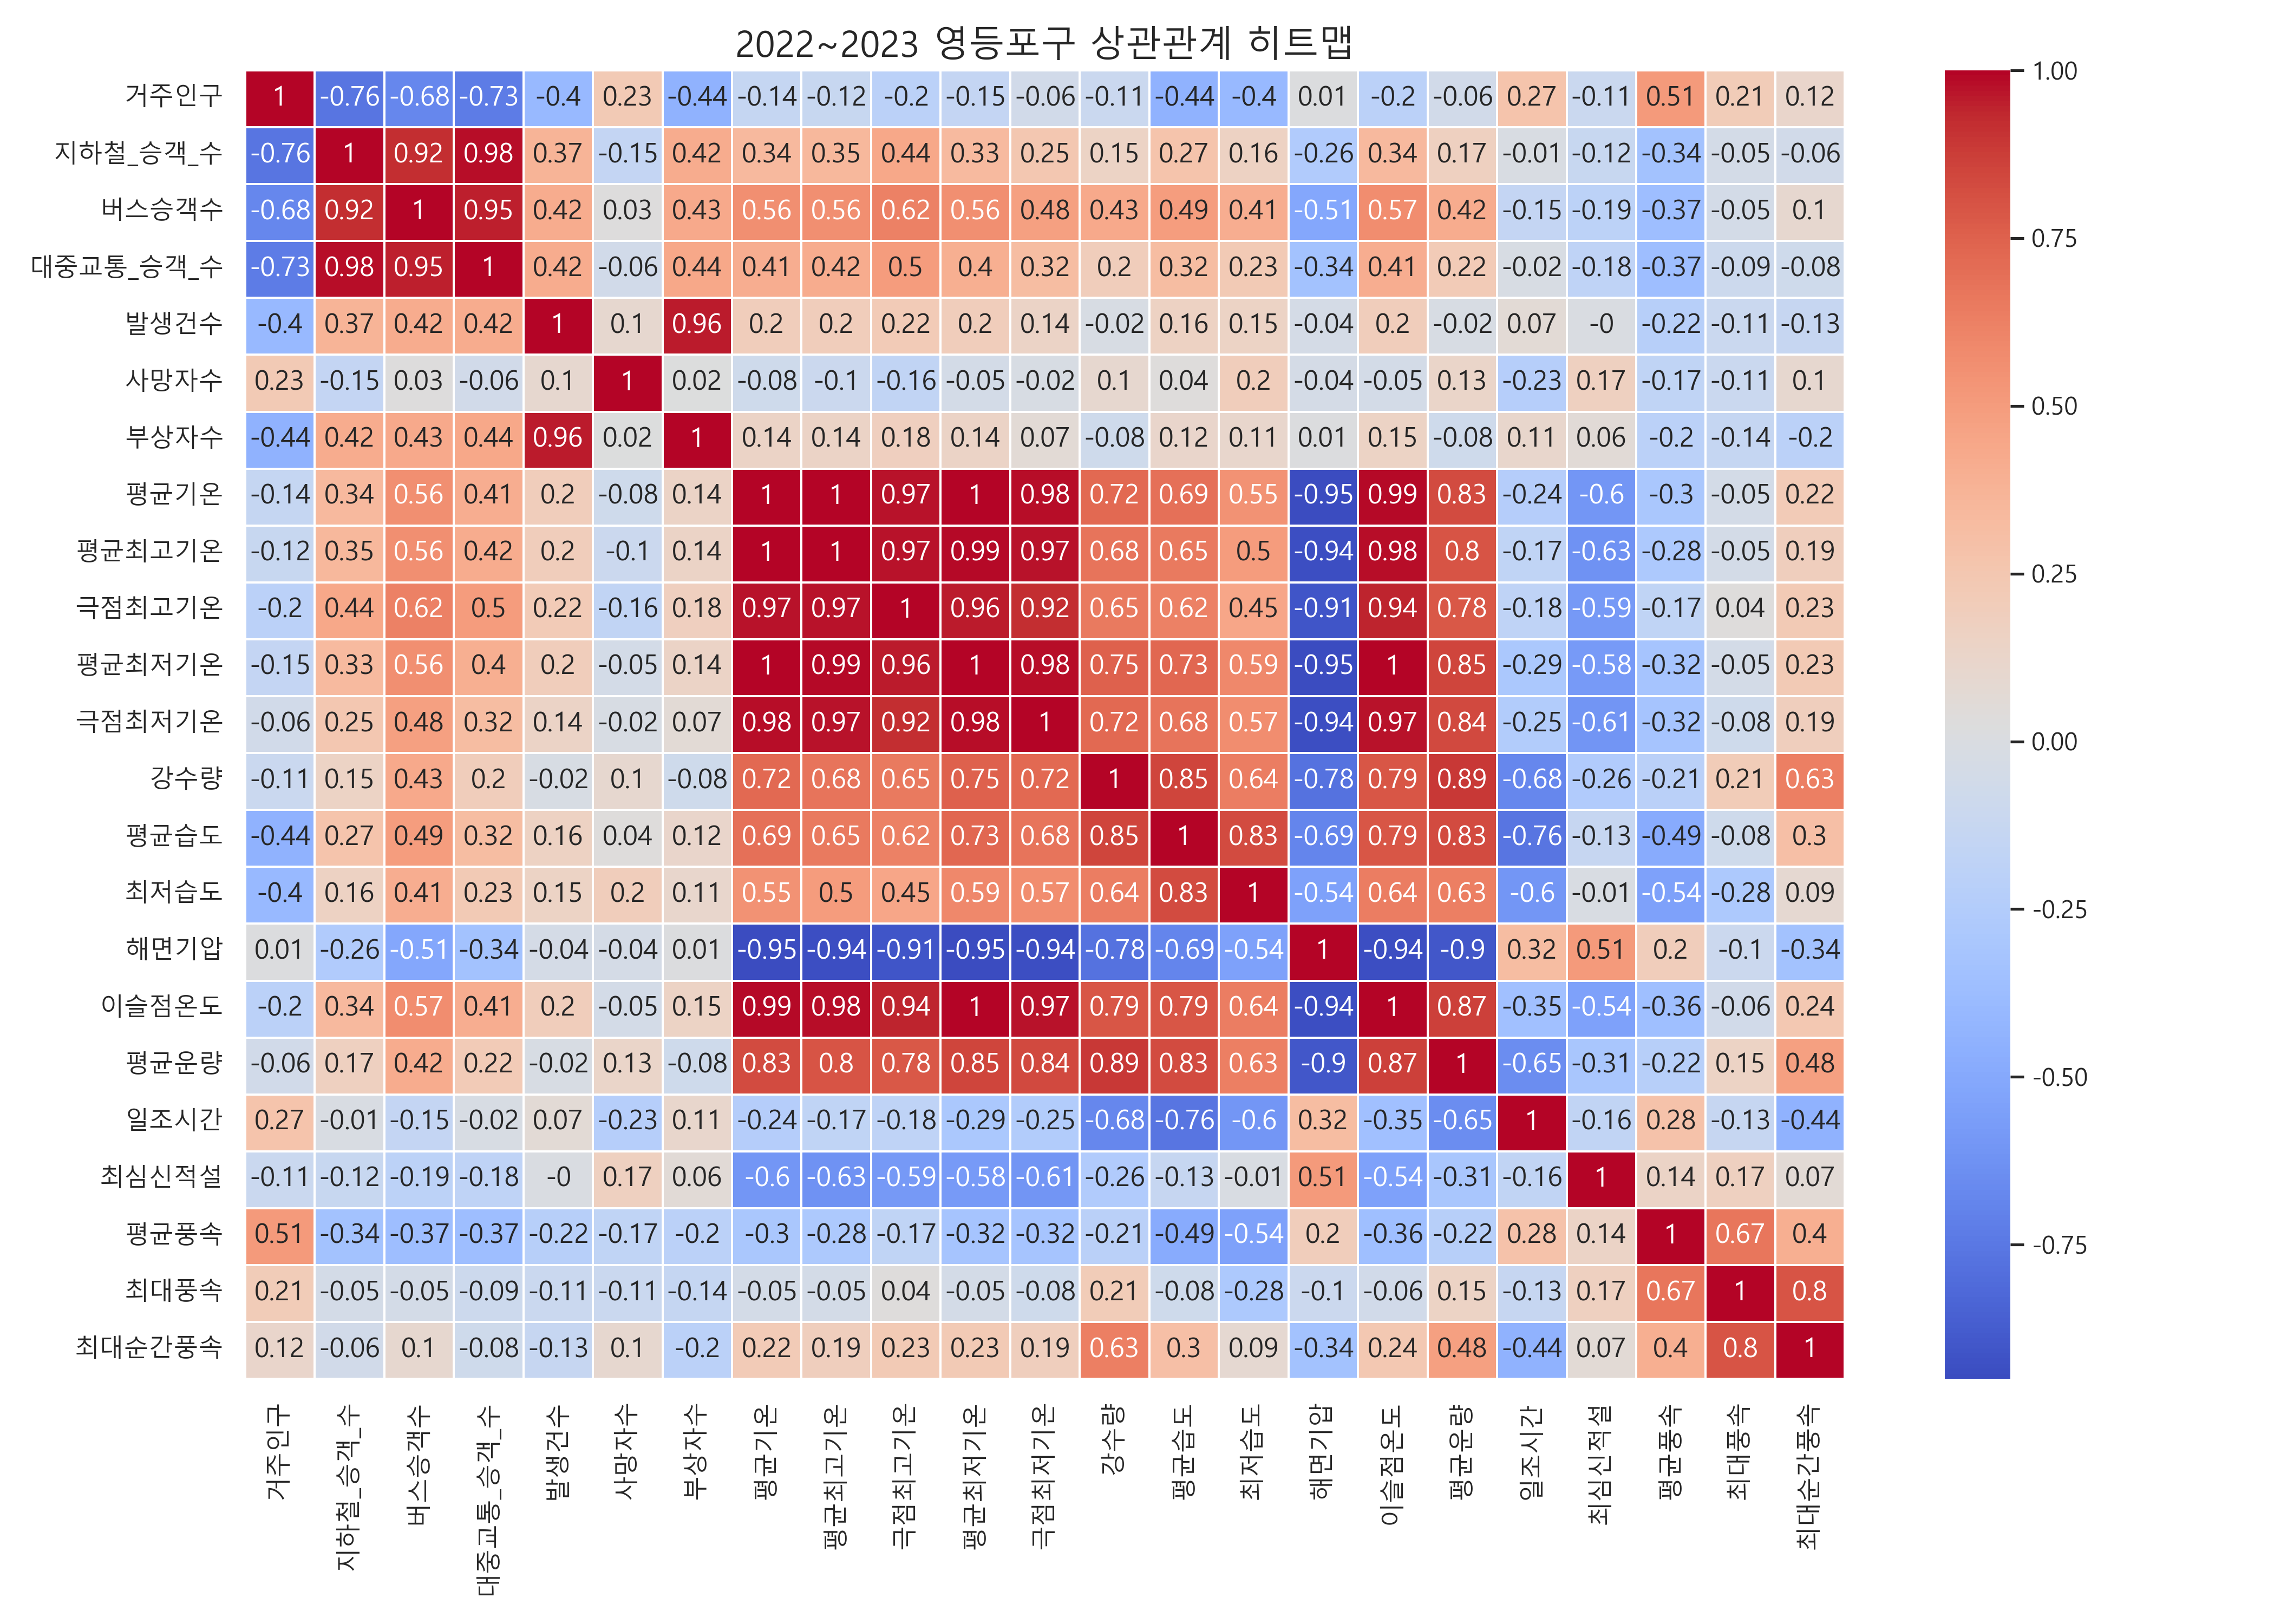 2022~2023 영등포구 상관관계 히트맵
거주인구 1 -0.76 -0.68 -0.73 -0.4 0.23 -0.44 -0.14 -0.12 -0.2 -0.15 -0.06 -0.11 -0.44 -0.4 0.01 -0.2 -0.06 0.27 -0.11 0.51 0.21 0.12
지하철_승객_수 -0.76 1 0.92 0.98 0.37 -0.15 0.42 0.34 0.35 0.44 0.33 0.25 0.15 0.27 0.16 -0.26 0.34 0.17 -0.01 -0.12 -0.34 -0.05 -0.06
버스승객수 -0.68 0.92 1 0.95 0.42 0.03 0.43 0.56 0.56 0.62 0.56 0.48 0.43 0.49 0.41 -0.51 0.57 0.42 -0.15 -0.19 -0.37 -0.05 0.1
대중교통_승객_수 -0.73 0.98 0.95 1 0.42 -0.06 0.44 0.41 0.42 0.5 0.4 0.32 0.2 0.32 0.23 -0.34 0.41 0.22 -0.02 -0.18 -0.37 -0.09 -0.08
발생건수 -0.4 0.37 0.42 0.42 1 0.1 0.96 0.2 0.2 0.22 0.2 0.14 -0.02 0.16 0.15 -0.04 0.2 -0.02 0.07 -0 -0.22 -0.11 -0.13
사망자수 0.23 -0.15 0.03 -0.06 0.1 1 0.02 -0.08 -0.1 -0.16 -0.05 -0.02 0.1 0.04 0.2 -0.04 -0.05 0.13 -0.23 0.17 -0.17 -0.11 0.1
부상자수 -0.44 0.42 0.43 0.44 0.96 0.02 1 0.14 0.14 0.18 0.14 0.07 -0.08 0.12 0.11 0.01 0.15 -0.08 0.11 0.06 -0.2 -0.14 -0.2
평균기온 -0.14 0.34 0.56 0.41 0.2 -0.08 0.14 1 1 0.97 1 0.98 0.72 0.69 0.55 -0.95 0.99 0.83 -0.24 -0.6 -0.3 -0.05 0.22
평균최고기온 -0.12 0.35 0.56 0.42 0.2 -0.1 0.14 1 1 0.97 0.99 0.97 0.68 0.65 0.5 -0.94 0.98 0.8 -0.17 -0.63 -0.28 -0.05 0.19
극점최고기온 -0.2 0.44 0.62 0.5 0.22 -0.16 0.18 0.97 0.97 1 0.96 0.92 0.65 0.62 0.45 -0.91 0.94 0.78 -0.18 -0.59 -0.17 0.04 0.23
평균최저기온 -0.15 0.33 0.56 0.4 0.2 -0.05 0.14 1 0.99 0.96 1 0.98 0.75 0.73 0.59 -0.95 1 0.85 -0.29 -0.58 -0.32 -0.05 0.23
극점최저기온 -0.06 0.25 0.48 0.32 0.14 -0.02 0.07 0.98 0.97 0.92 0.98 1 0.72 0.68 0.57 -0.94 0.97 0.84 -0.25 -0.61 -0.32 -0.08 0.19
강수량 -0.11 0.15 0.43 0.2 -0.02 0.1 -0.08 0.72 0.68 0.65 0.75 0.72 1 0.85 0.64 -0.78 0.79 0.89 -0.68 -0.26 -0.21 0.21 0.63
평균습도 -0.44 0.27 0.49 0.32 0.16 0.04 0.12 0.69 0.65 0.62 0.73 0.68 0.85 1 0.83 -0.69 0.79 0.83 -0.76 -0.13 -0.49 -0.08 0.3
최저습도 -0.4 0.16 0.41 0.23 0.15 0.2 0.11 0.55 0.5 0.45 0.59 0.57 0.64 0.83 1 -0.54 0.64 0.63 -0.6 -0.01 -0.54 -0.28 0.09
해면기압 0.01 -0.26 -0.51 -0.34 -0.04 -0.04 0.01 -0.95 -0.94 -0.91 -0.95 -0.94 -0.78 -0.69 -0.54 1 -0.94 -0.9 0.32 0.51 0.2 -0.1 -0.34
이슬점온도 -0.2 0.34 0.57 0.41 0.2 -0.05 0.15 0.99 0.98 0.94 1 0.97 0.79 0.79 0.64 -0.94 1 0.87 -0.35 -0.54 -0.36 -0.06 0.24
평균운량 -0.06 0.17 0.42 0.22 -0.02 0.13 -0.08 0.83 0.8 0.78 0.85 0.84 0.89 0.83 0.63 -0.9 0.87 1 -0.65 -0.31 -0.22 0.15 0.48
일조시간 0.27 -0.01 -0.15 -0.02 0.07 -0.23 0.11 -0.24 -0.17 -0.18 -0.29 -0.25 -0.68 -0.76 -0.6 0.32 -0.35 -0.65 1 -0.16 0.28 -0.13 -0.44
최심신적설 -0.11 -0.12 -0.19 -0.18 -0 0.17 0.06 -0.6 -0.63 -0.59 -0.58 -0.61 -0.26 -0.13 -0.01 0.51 -0.54 -0.31 -0.16 1 0.14 0.17 0.07
평균풍속 0.51 -0.34 -0.37 -0.37 -0.22 -0.17 -0.2 -0.3 -0.28 -0.17 -0.32 -0.32 -0.21 -0.49 -0.54 0.2 -0.36 -0.22 0.28 0.14 1 0.67 0.4
최대풍속 0.21 -0.05 -0.05 -0.09 -0.11 -0.11 -0.14 -0.05 -0.05 0.04 -0.05 -0.08 0.21 -0.08 -0.28 -0.1 -0.06 0.15 -0.13 0.17 0.67 1 0.8
최대순간풍속 0.12 -0.06 0.1 -0.08 -0.13 0.1 -0.2 0.22 0.19 0.23 0.23 0.19 0.63 0.3 0.09 -0.34 0.24 0.48 -0.44 0.07 0.4 0.8 1
거주인구
지하철_승객_수
버스승객수
대중교통_승객_수
발생건수
사망자수
부상자수
평균기온
평균최고기온
극점최고기온
평균최저기온
극점최저기온
강수량
평균습도
최저습도
해면기압
이슬점온도
평균운량
일조시간
최심신적설
평균풍속
최대풍속
최대순간풍속
1.00
0.75
0.50
0.25
0.00
-0.25
-0.50
-0.75